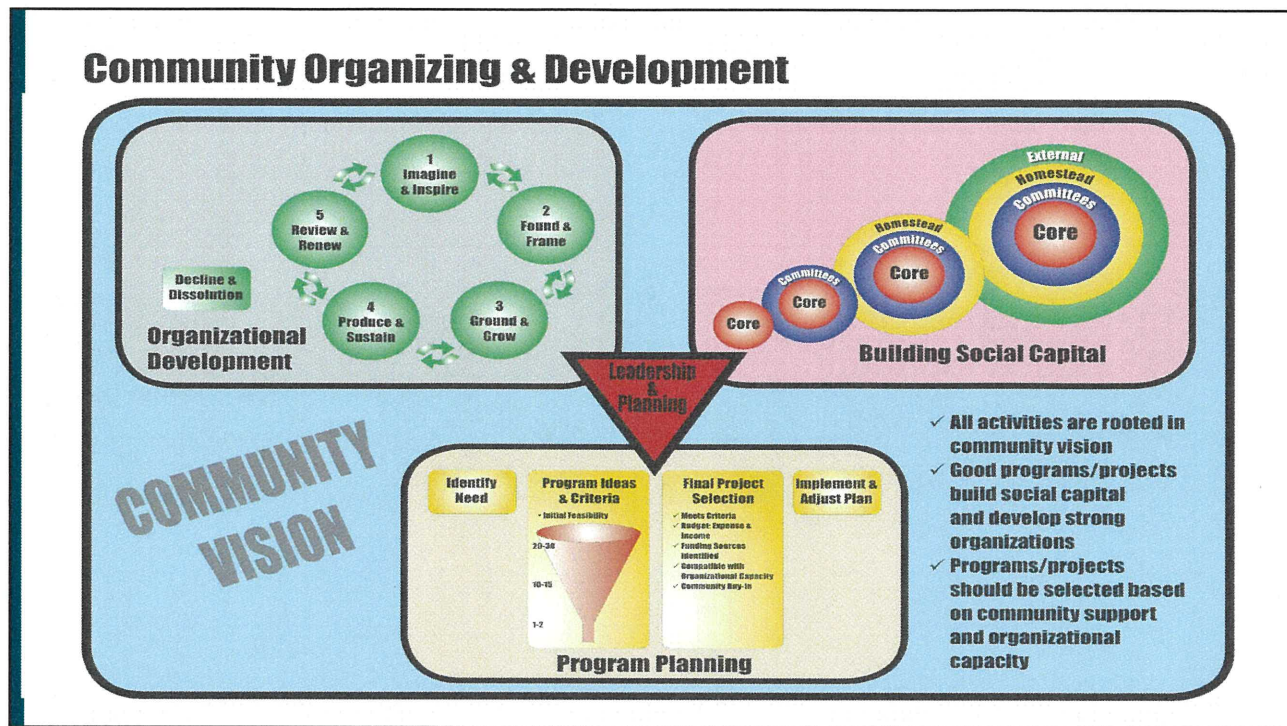 Community Organizing & Development
1
Imagine
& Inspire
2
Found &
Frame
3
Ground &
Grow
4
Produce &
Sustain
5
Review &
Renew
Decline &
Dissolution
Organizational
Development
Core
Committees
Core
Homestead
Committees
Core
External
Homestead
Committees
Core
Building Social Capital
Leadership
&
Planning
COMMUNITY
VISION
Identify
Need
Program Ideas
& Criteria
• Initial Feasibility
20-30
10-15
1-2
Final Project
Selection
✓ Meets Criteria
✓ Budget: Expense &
Income
✓ Funding Sources
Identified
✓ Compatible with
Organizational Capacity
✓ Community Buy-in
Implement &
Adjust Plan
Program Planning
✓ All activities are rooted in
community vision
✓ Good programs/projects
build social capital
and develop strong
organizations
✓ Programs/projects
should be selected based
on community support
and organizational
capacity